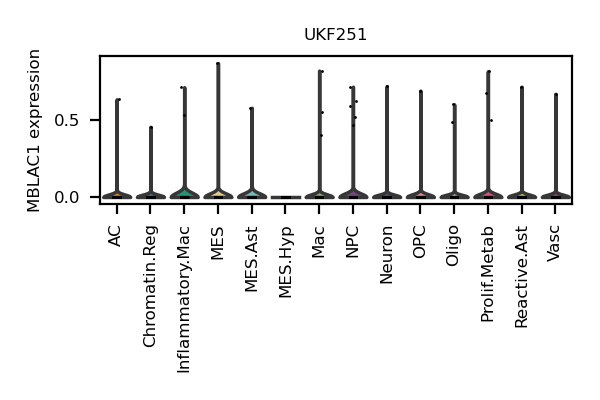 UKF251
MBLAC1 expression
0.5
0.0
AC
Chromatin.Reg
Inflammatory.Mac
MES
MES.Ast
MES.Hyp
Mac
NPC
Neuron
OPC
Oligo
Prolif.Metab
Reactive.Ast
Vasc